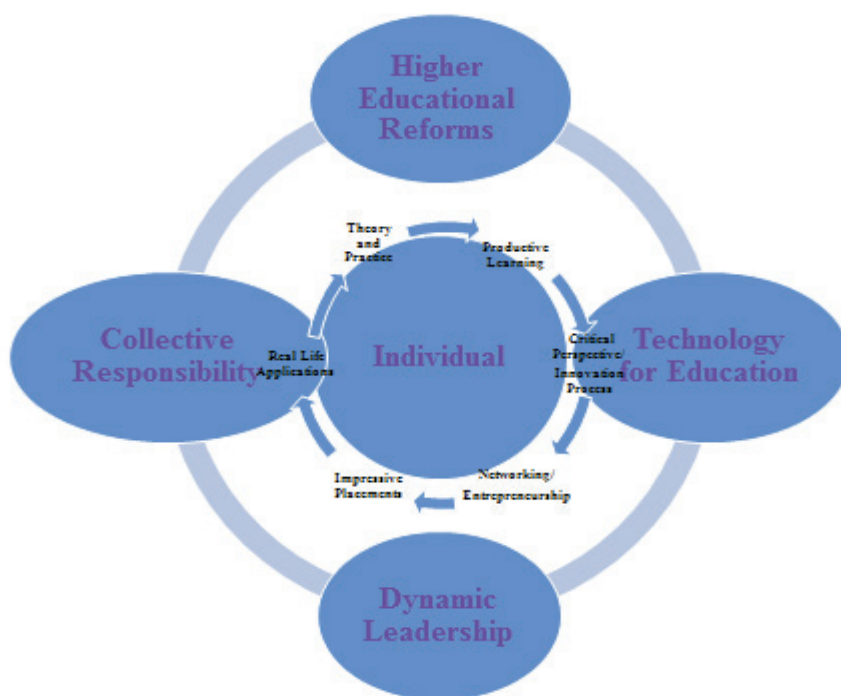 Higher
Educational
Reforms
Theory
and
Practice
Productive
Learning
Collective
Responsibility
Real Life
Applications
Individual
Critical
Perspective/
Innovation
Process
Technology
for Education
Impressive
Placements
Networking/
Entrepreneurship
Dynamic
Leadership